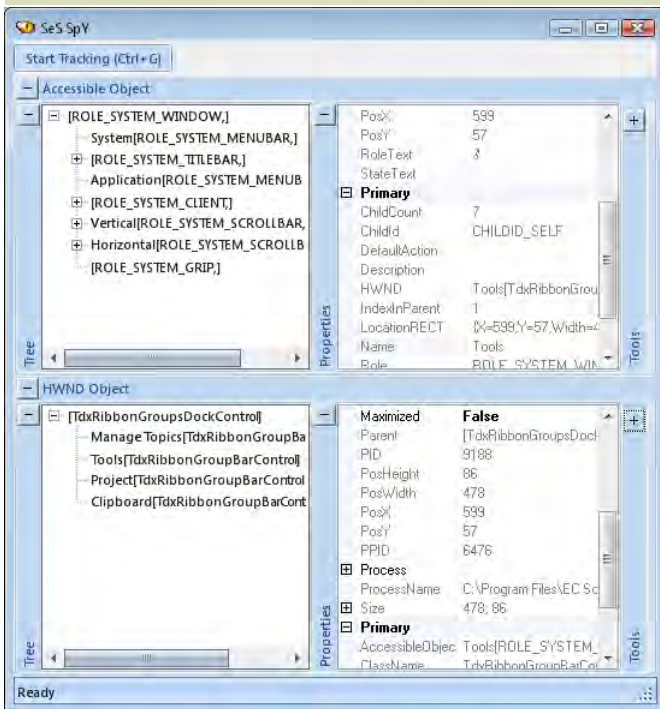 SeS SpY
Start Tracking (Ctrl+G)
Accessible Object
[ROLE_SYSTEM_WINDOW,]
System[ROLE_SYSTEM_MENUBAR,]
[ROLE_SYSTEM_TITLEBAR,]
Application[ROLE_SYSTEM_MENUB
[ROLE_SYSTEM_CLIENT,]
Vertical[ROLE_SYSTEM_SCROLLBAR,
Horizontal[ROLE_SYSTEM_SCROLLB
[ROLE_SYSTEM_GRIP,]
Tree
PosX 599
PosY 57
RoleText
StateText
Primary
ChildCount 7
ChildId CHILDID_SELF
DefaultAction
Description
HWND Tools[TdxRibbonGrou
IndexInParent 1
LocationRECT {X=599,Y=57,Width=4
Name Tools
Role ROLE_SYSTEM_WIN
Properties
Tools
HWND Object
[TdxRibbonGroupsDockControl]
Manage Topics[TdxRibbonGroupBa
Tools[TdxRibbonGroupBarControl]
Project[TdxRibbonGroupBarControl
Clipboard[TdxRibbonGroupBarCont
Tree
Maximized False
Parent [TdxRibbonGroupsDock
PID 9188
PosHeight 86
PosWidth 478
PosX 599
PosY 57
PPID 6476
Process
ProcessName C:\Program Files\EC Sc
Size 478; 86
Primary
AccessibleObjec Tools[ROLE_SYSTEM_
ClassName TdxRibbonGroupBarCo
Properties
Tools
Ready